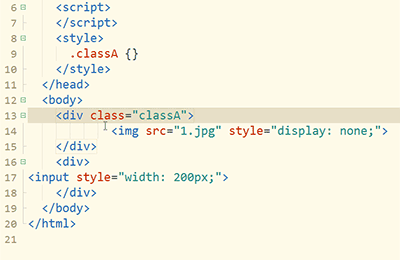 6 <script>
7 </script>
8 <style>
9 .classA {}
10 </style>
11 </head>
12 <body>
13 <div class="classA">
14 <img src="1.jpg" style="display: none;">
15 </div>
16 <div>
17 <input style="width: 200px;">
18 </div>
19 </body>
20 </html>
21